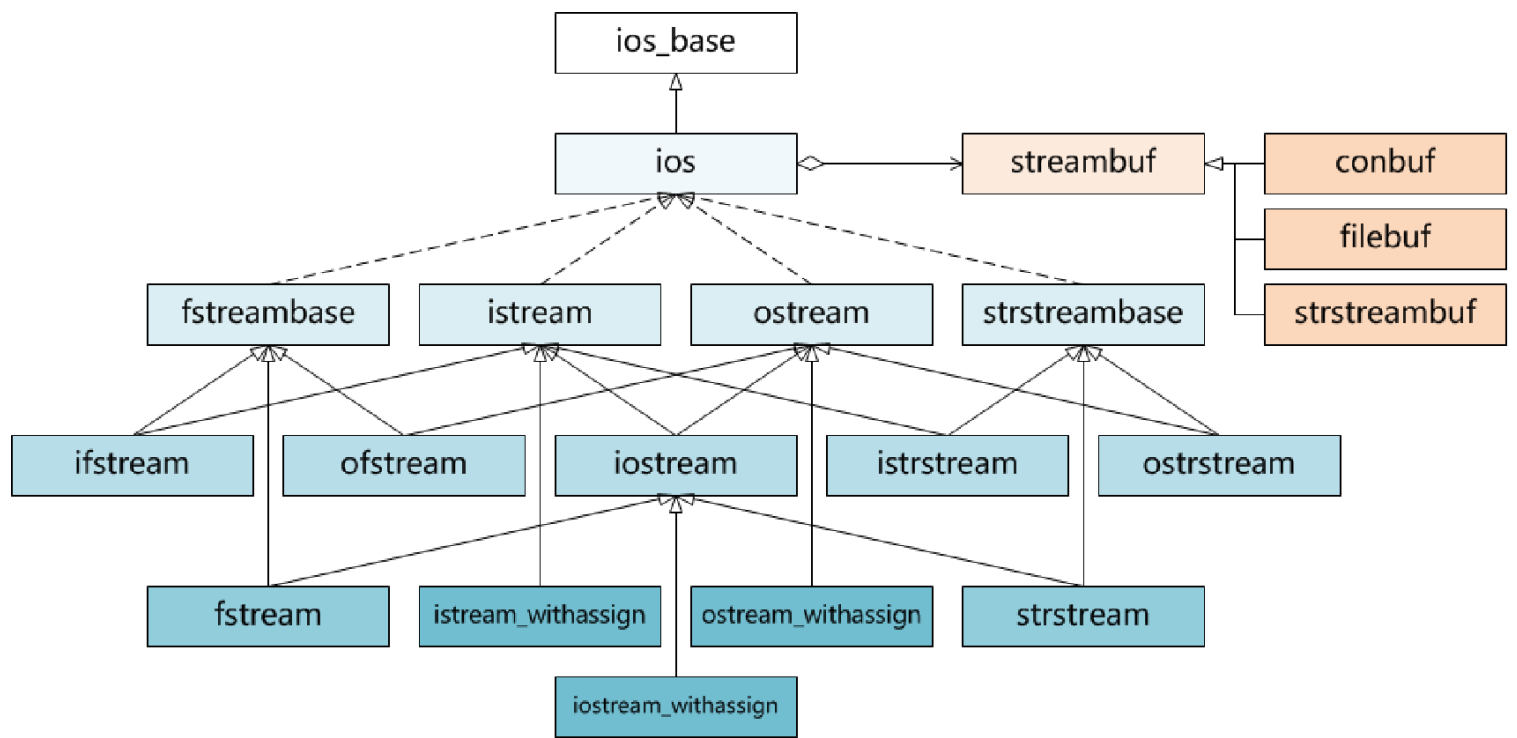 ios_base
ios
streambuf
conbuf
filebuf
fstreambase
istream
ostream
strstreambase
strstreambuf
ifstream
ofstream
iostream
istrstream
ostrstream
fstream
istream_withassign
ostream_withassign
strstream
iostream_withassign